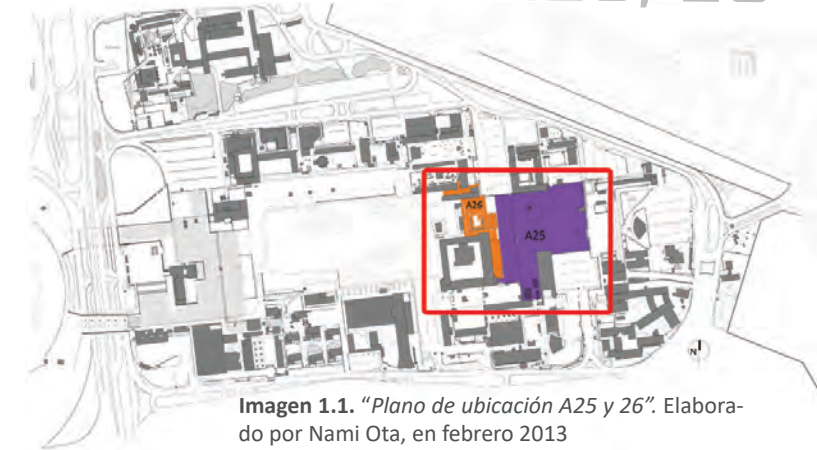 A26
A25
N
Imagen 1.1. “Plano de ubicación A25 y 26”. Elabora-
do por Nami Ota, en febrero 2013